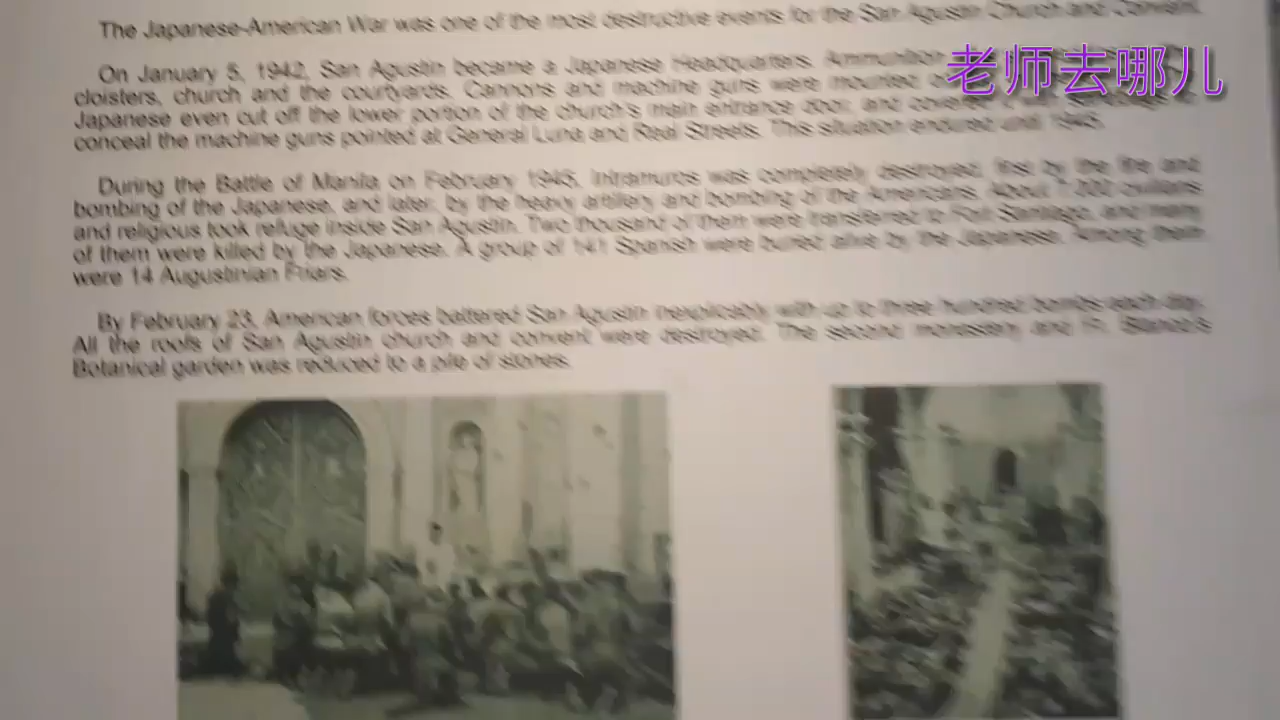 The Japanese-American War was one of the most destructive events for the San Agustin Church and Convent.
老师去哪儿
On January 5, 1942, San Agustin became a Japanese Headquarters. Ammunition
cloisters, church and the courtyards. Cannons and machine guns were mounted
Japanese even cut off the lower portion of the church's main entrance door, and
conceal the machine guns pointed at General Luna and Real Streets. This situation endured until 1945.
During the Battle of Manila on February 1945, Intramuros was completely destroyed, first by the fire and
bombing of the Japanese, and later, by the heavy artillery and bombing of the Americans. About 7,000 civilians
and religious took refuge inside San Agustin. Two thousand of them were transferred to Fort Santiago, and many
of them were killed by the Japanese. A group of 141 Spanish were buried alive by the Japanese. Among them
were 14 Augustinian Friars.
By February 23, American forces battered San Agustin inexplicably with up to three hundred bombs each day.
All the roofs of San Agustin church and convent were destroyed. The second monastery and Fr. Blanco's
Botanical garden was reduced to a pile of stones.